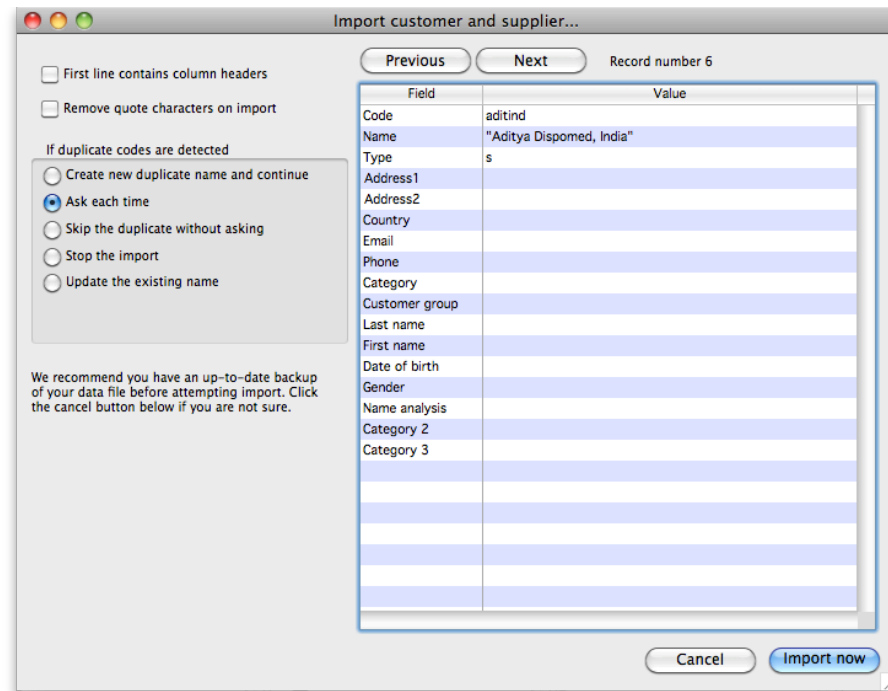 Import customer and supplier...
First line contains column headers
Remove quote characters on import
If duplicate codes are detected
Create new duplicate name and continue
Ask each time
Skip the duplicate without asking
Stop the import
Update the existing name
We recommend you have an up-to-date backup
of your data file before attempting import. Click
the cancel button below if you are not sure.
Previous Next Record number 6
Field Value
Code aditind
Name "Aditya Dispomed, India"
Type s
Address1
Address2
Country
Email
Phone
Category
Customer group
Last name
First name
Date of birth
Gender
Name analysis
Category 2
Category 3
Cancel Import now